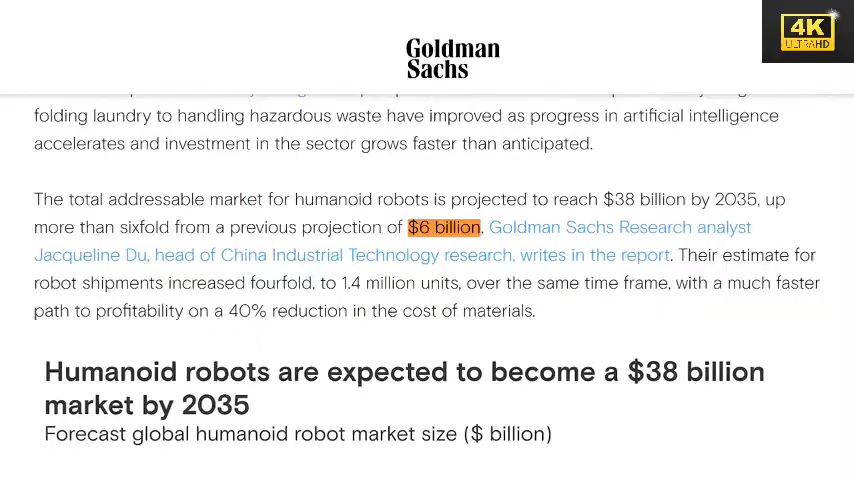 4K
ULTRA HD
Goldman
Sachs
folding laundry to handling hazardous waste have improved as progress in artificial intelligence
accelerates and investment in the sector grows faster than anticipated.
The total addressable market for humanoid robots is projected to reach $38 billion by 2035, up
more than sixfold from a previous projection of $6 billion, Goldman Sachs Research analyst
Jacqueline Du, head of China Industrial Technology research, writes in the report. Their estimate for
robot shipments increased fourfold, to 1.4 million units, over the same time frame, with a much faster
path to profitability on a 40% reduction in the cost of materials.
Humanoid robots are expected to become a $38 billion
market by 2035
Forecast global humanoid robot market size ($ billion)